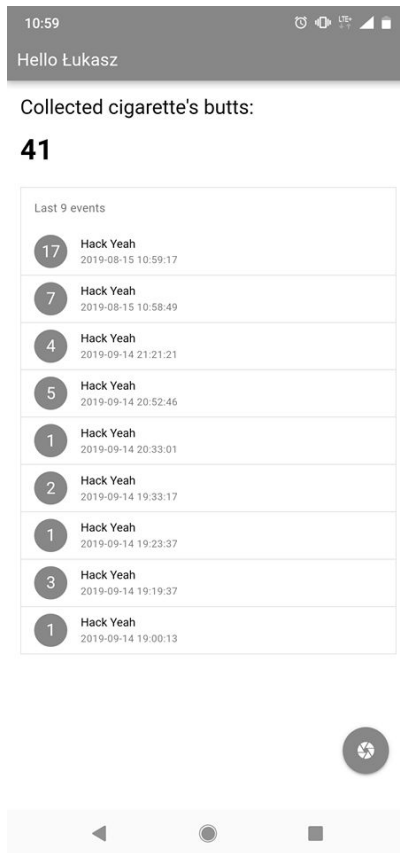 10:59
LTE+
Hello Łukasz
Collected cigarette's butts:
41
Last 9 events
17
Hack Yeah
2019-08-15 10:59:17
7
Hack Yeah
2019-08-15 10:58:49
4
Hack Yeah
2019-09-14 21:21:21
5
Hack Yeah
2019-09-14 20:52:46
1
Hack Yeah
2019-09-14 20:33:01
2
Hack Yeah
2019-09-14 19:33:17
1
Hack Yeah
2019-09-14 19:23:37
3
Hack Yeah
2019-09-14 19:19:37
1
Hack Yeah
2019-09-14 19:00:13